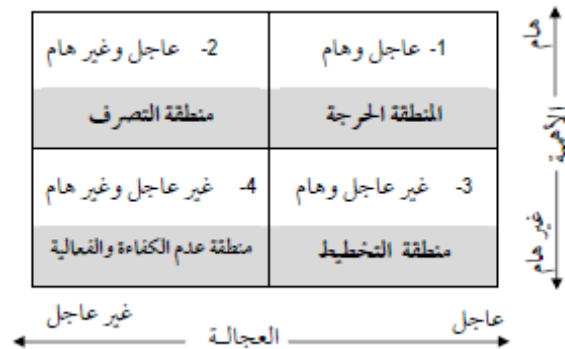 1- عاجل وهام
المنطقة الحرجة
2- عاجل وغير هام
منطقة التصرف
3- غير عاجل وهام
منطقة التخطيط
4- غير عاجل وغير هام
منطقة عدم الكفاءة والفعالية
هام
الأهمية
غير هام
عاجل
العجالة
غير عاجل